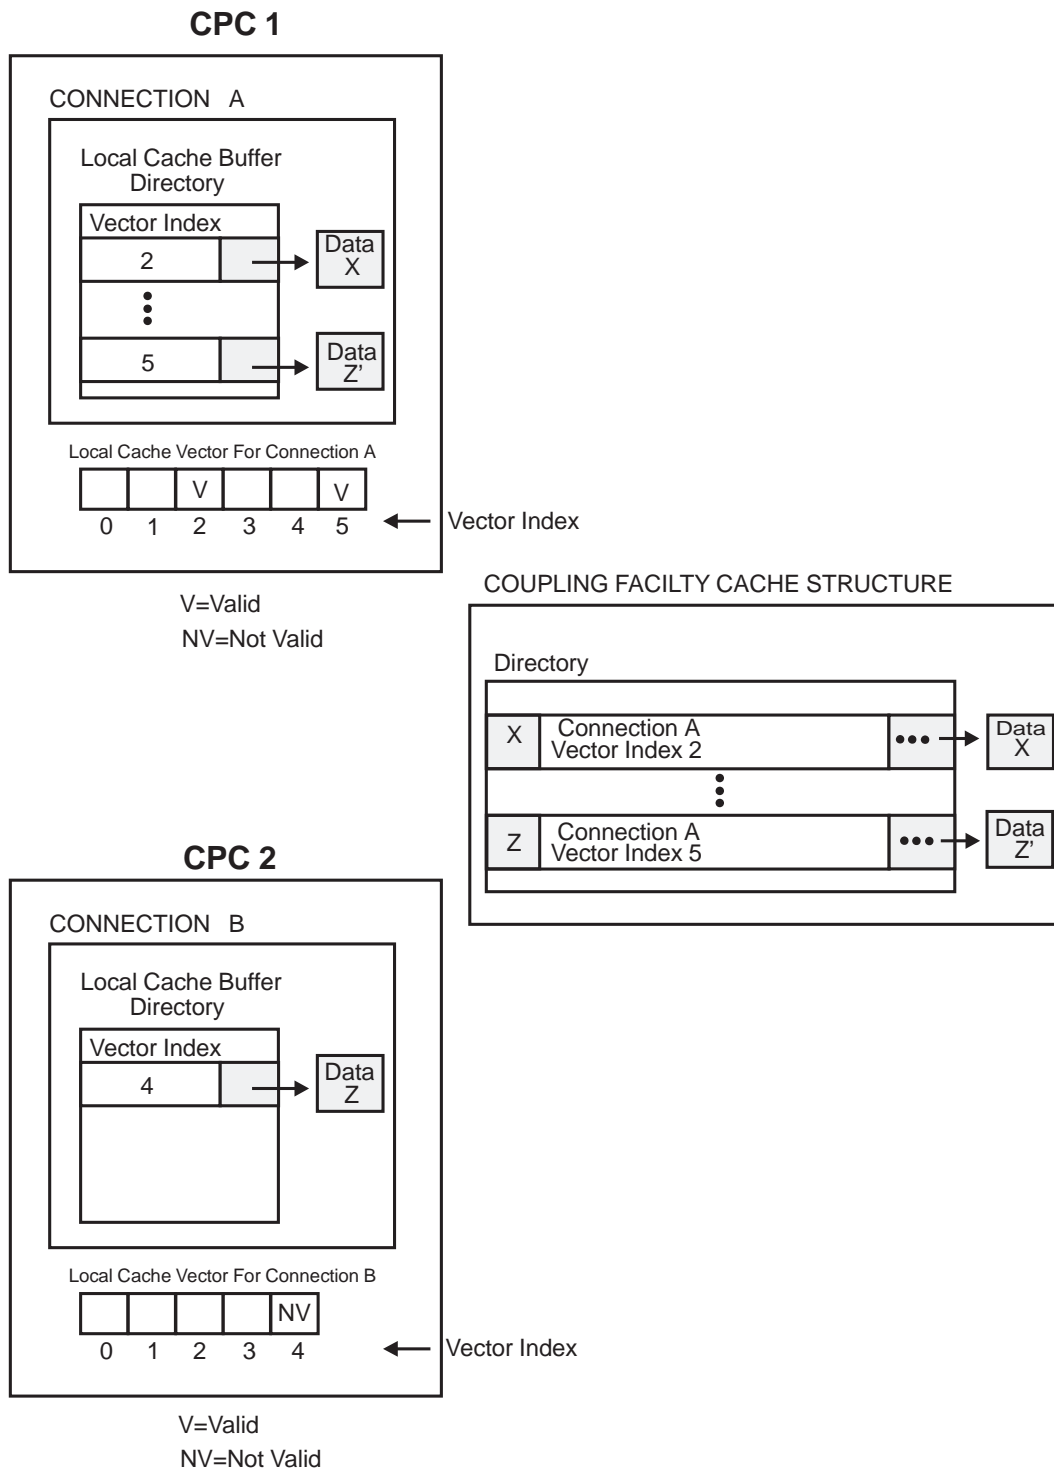 CPC 1
CONNECTION A
Local Cache Buffer
Directory
Vector Index
2
Data
X
5
Data
Z'
Local Cache Vector For Connection A
V V
0 1 2 3 4 5
Vector Index
V=Valid
NV=Not Valid
COUPLING FACILTY CACHE STRUCTURE
Directory
X
Connection A
Vector Index 2
Data
X
Z
Connection A
Vector Index 5
Data
Z'
CPC 2
CONNECTION B
Local Cache Buffer
Directory
Vector Index
4
Data
Z
Local Cache Vector For Connection B
NV
0 1 2 3 4
Vector Index
V=Valid
NV=Not Valid